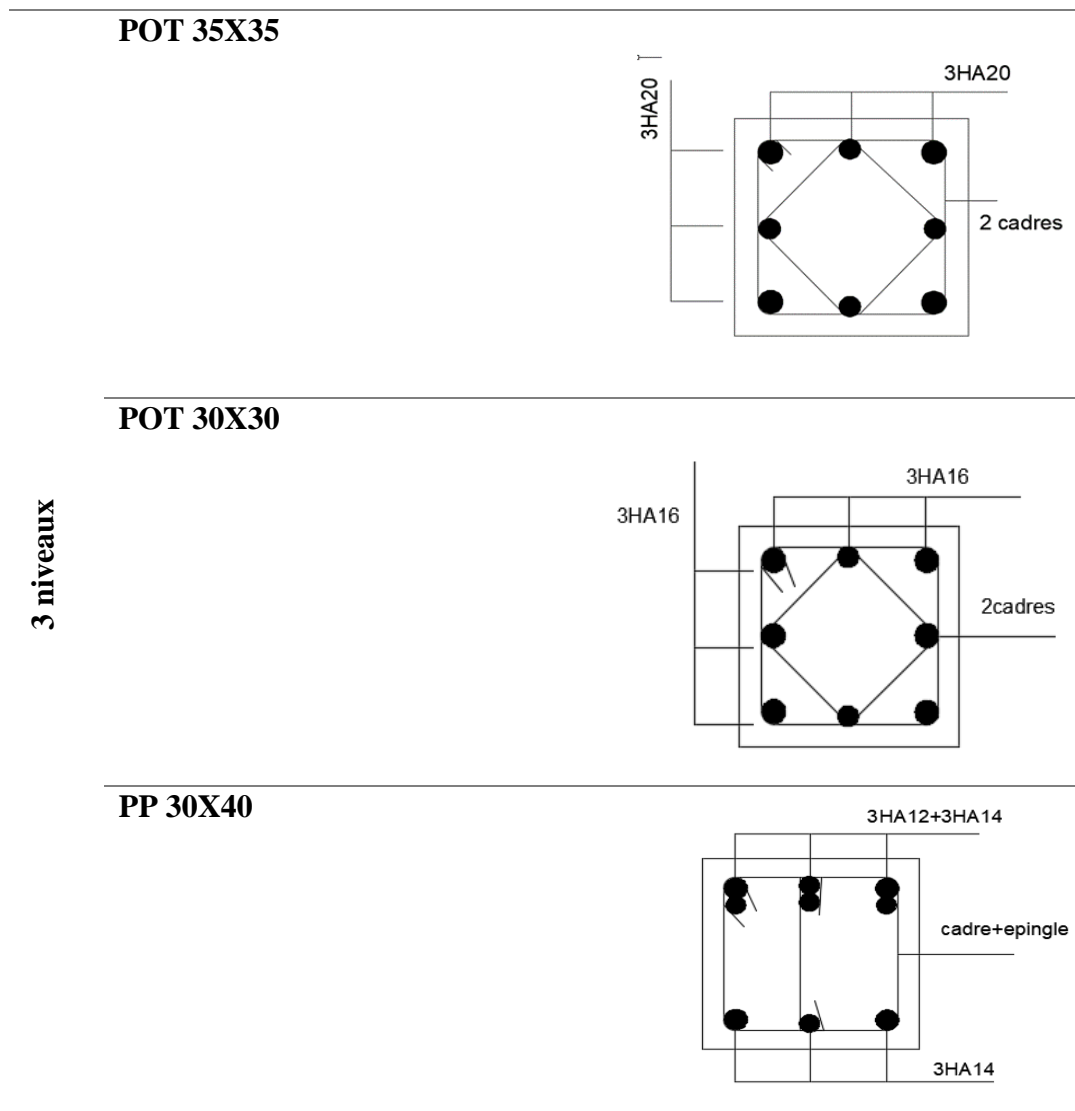 POT 35X35
3HA20
3HA20
2 cadres
3 niveaux
POT 30X30
3HA16
3HA16
2cadres
PP 30X40
3HA12+3HA14
cadre+epingle
3HA14